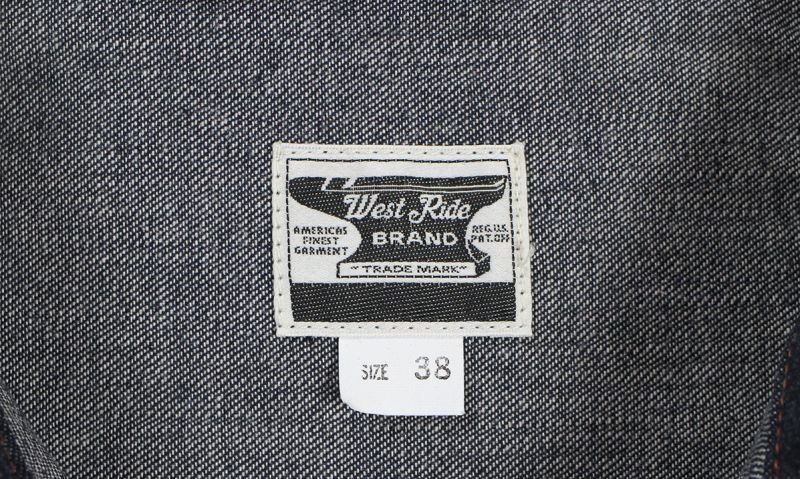 West Ride
BRAND
AMERICAS
FINEST
GARMENT
REG.U.S.
PAT.OFF
"TRADE MARK"
SIZE 38